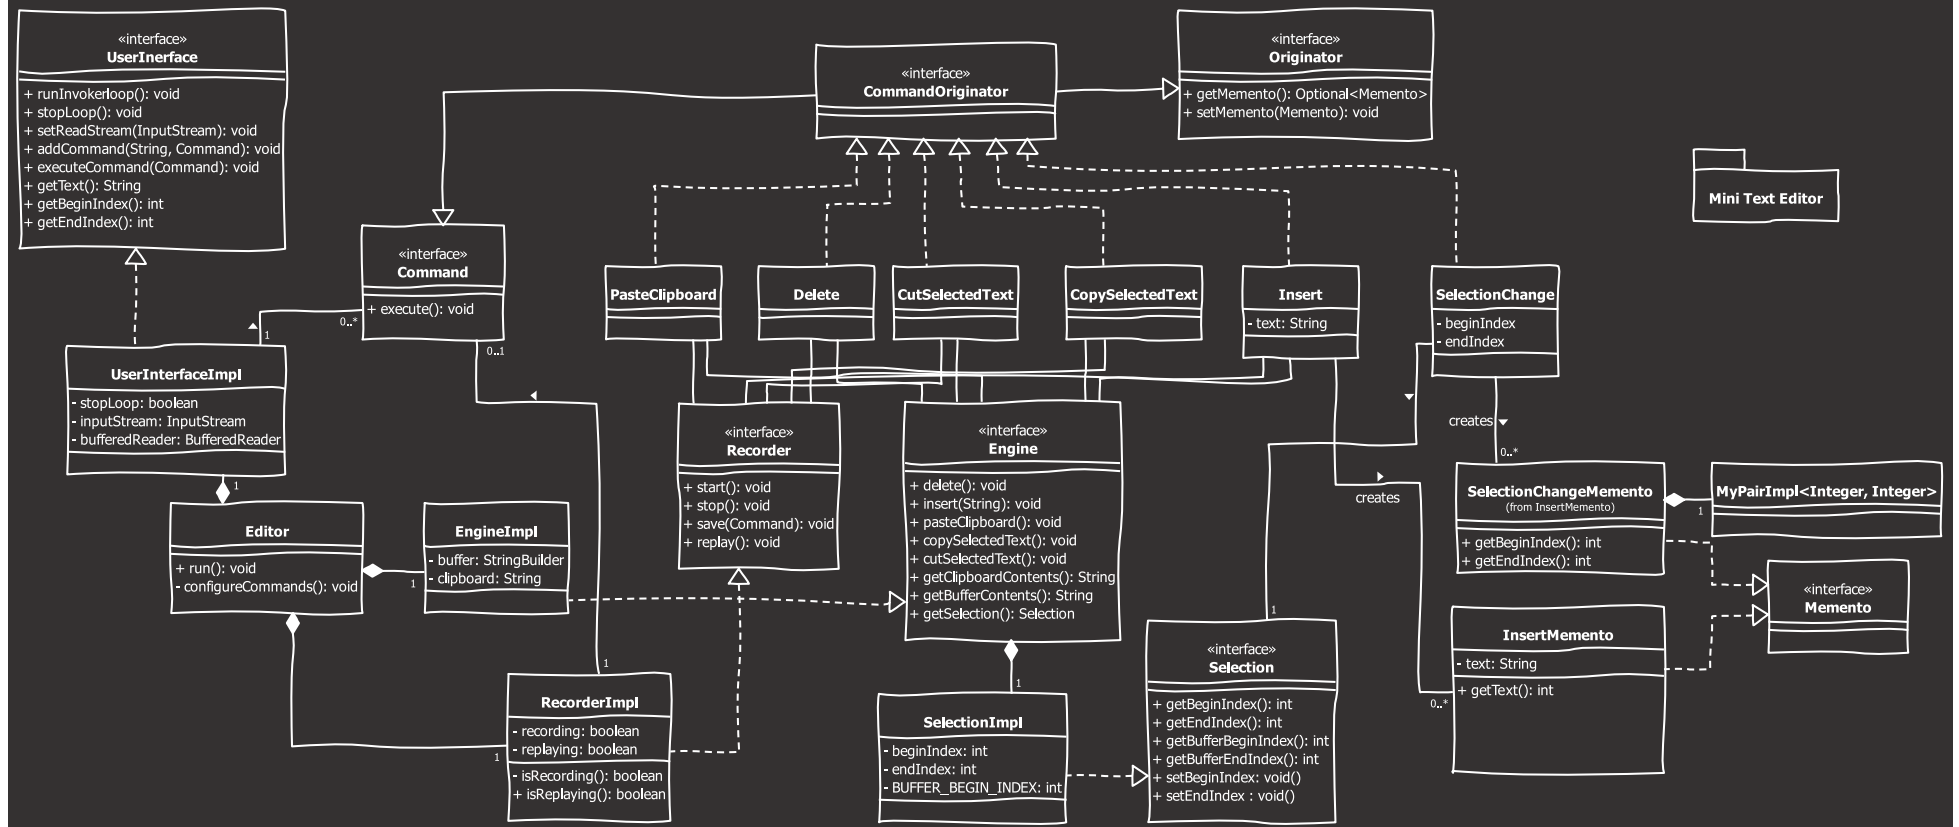 «interface»
UserInerface
+ runInvokerloop(): void
+ stopLoop(): void
+ setReadStream(InputStream): void
+ addCommand(String, Command): void
+ executeCommand(Command): void
+ getText(): String
+ getBeginIndex(): int
+ getEndIndex(): int
«interface»
CommandOriginator
«interface»
Originator
+ getMemento(): Optional<Memento>
+ setMemento(Memento): void
Mini Text Editor
«interface»
Command
+ execute(): void
0..*
1
0..1
PasteClipboard
Delete
CutSelectedText
CopySelectedText
Insert
- text: String
SelectionChange
- beginIndex
- endIndex
UserInterfaceImpl
- stopLoop: boolean
- inputStream: InputStream
- bufferedReader: BufferedReader
1
«interface»
Recorder
+ start(): void
+ stop(): void
+ save(Command): void
+ replay(): void
«interface»
Engine
+ delete(): void
+ insert(String): void
+ pasteClipboard(): void
+ copySelectedText(): void
+ cutSelectedText(): void
+ getClipboardContents(): String
+ getBufferContents(): String
+ getSelection(): Selection
creates
0..*
creates
SelectionChangeMemento
(from InsertMemento)
+ getBeginIndex(): int
+ getEndIndex(): int
1
MyPairImpl<Integer, Integer>
Editor
+ run(): void
- configureCommands(): void
1
EngineImpl
- buffer: StringBuilder
- clipboard: String
«interface»
Memento
InsertMemento
- text: String
+ getText(): int
0..*
1
«interface»
Selection
+ getBeginIndex(): int
+ getEndIndex(): int
+ getBufferBeginIndex(): int
+ getBufferEndIndex(): int
+ setBeginIndex: void()
+ setEndIndex : void()
1
RecorderImpl
- recording: boolean
- replaying: boolean
- isRecording(): boolean
+ isReplaying(): boolean
1
1
SelectionImpl
- beginIndex: int
- endIndex: int
- BUFFER_BEGIN_INDEX: int